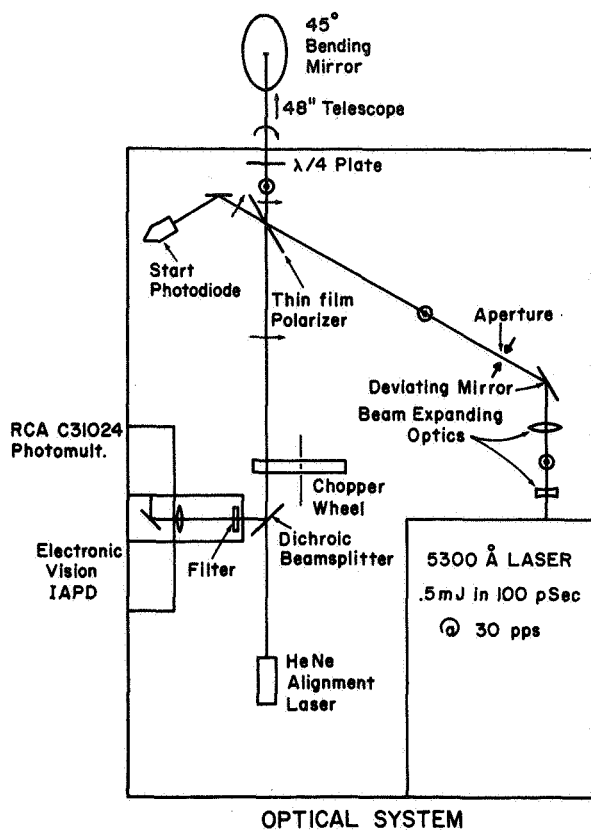 45°
Bending
Mirror
48" Telescope
λ/4 Plate
Start
Photodiode
Thin film
Polarizer
Aperture
Deviating Mirror
Beam Expanding
Optics
RCA C31024
Photomult.
Chopper
Wheel
Dichroic
Beamsplitter
Filter
Electronic
Vision
IAPD
5300 Å LASER
.5mJ in 100 pSec
@ 30 pps
HeNe
Alignment
Laser
OPTICAL SYSTEM